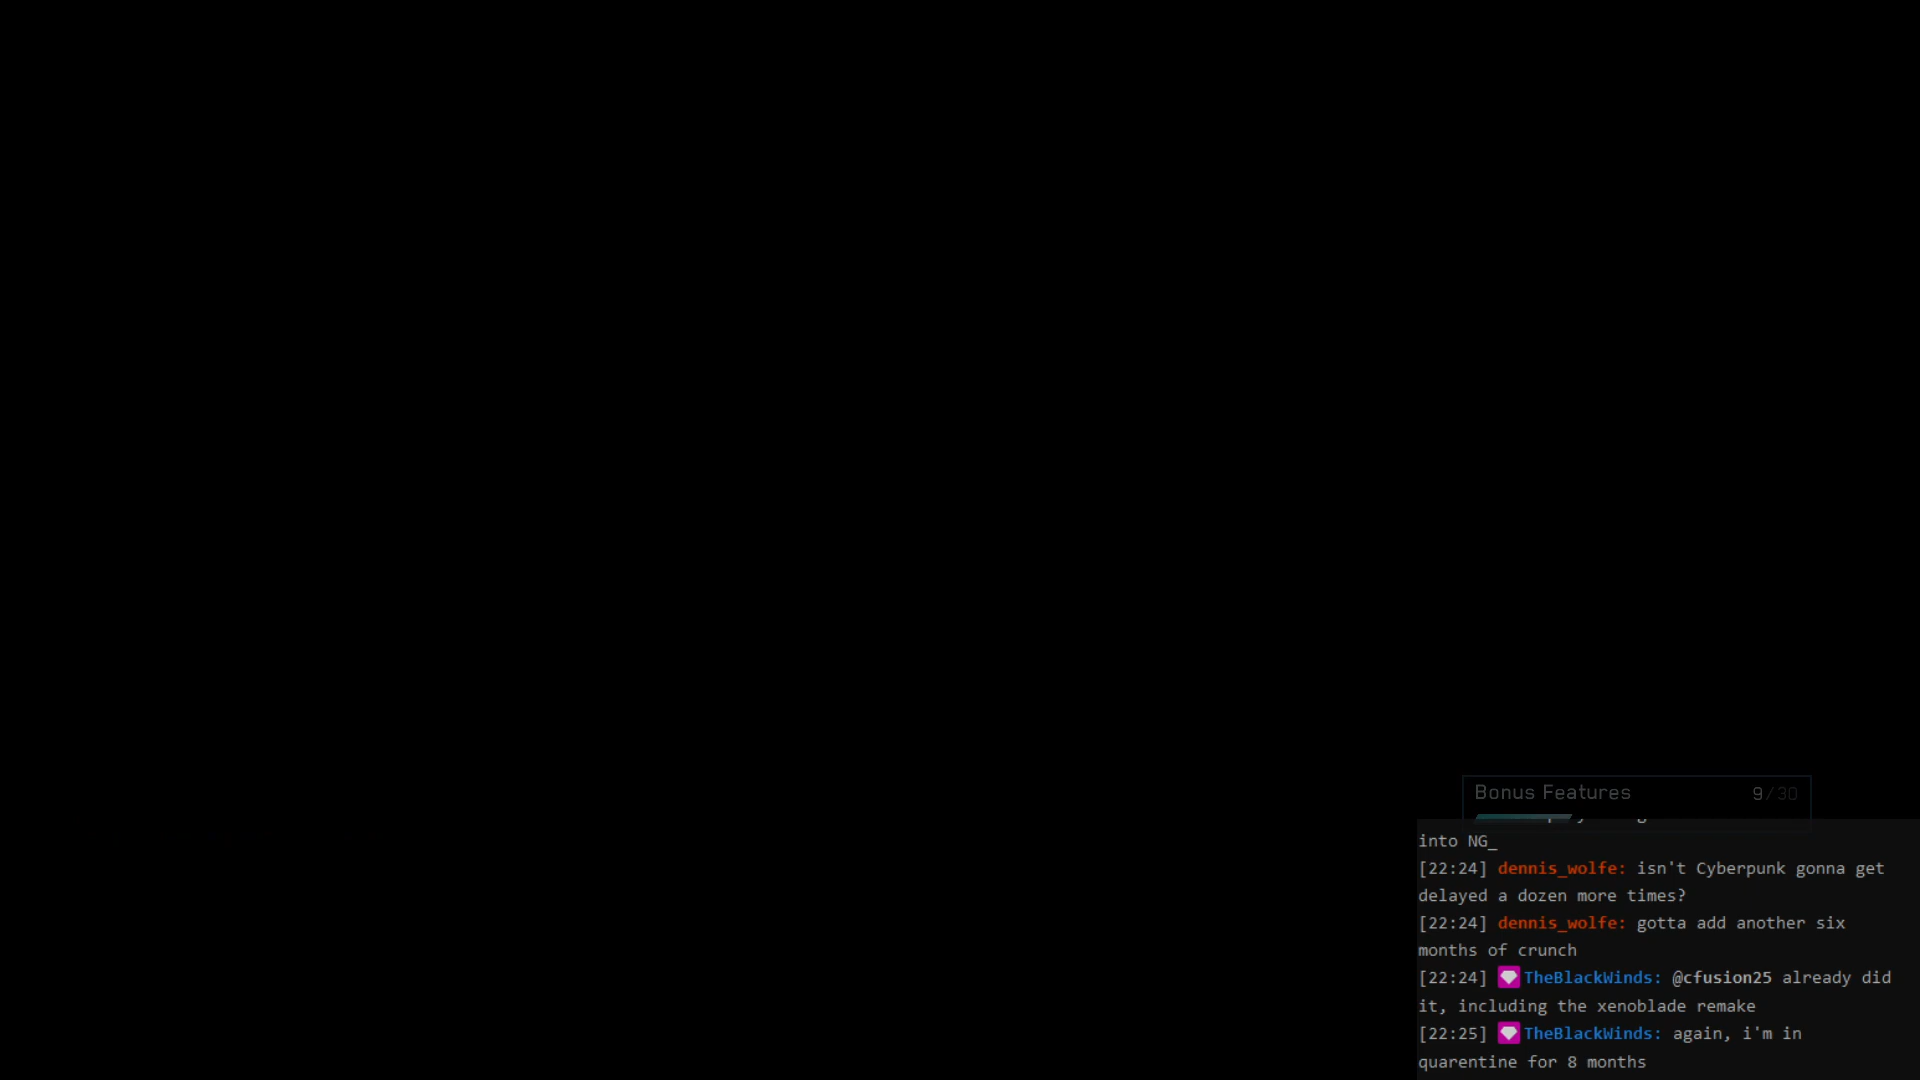 Bonus Features 9/30
into NG_
[22:24] dennis_wolfe: isn't Cyberpunk gonna get
delayed a dozen more times?
[22:24] dennis_wolfe: gotta add another six
months of crunch
[22:24] TheBlackWinds: @cfusion25 already did
it, including the xenoblade remake
[22:25] TheBlackWinds: again, i'm in
quarentine for 8 months